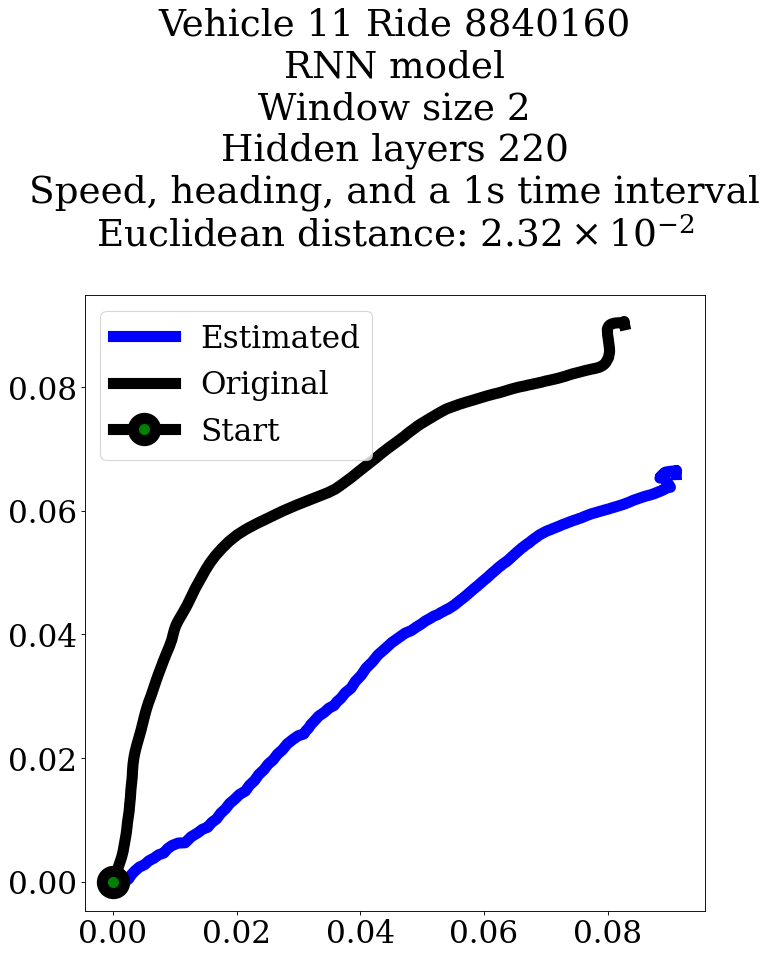 Vehicle 11 Ride 8840160
RNN model
Window size 2
Hidden layers 220
Speed, heading, and a 1s time interval
Euclidean distance: 2.32 × 10⁻²
Estimated
Original
Start
0.08
0.06
0.04
0.02
0.00
0.00 0.02 0.04 0.06 0.08